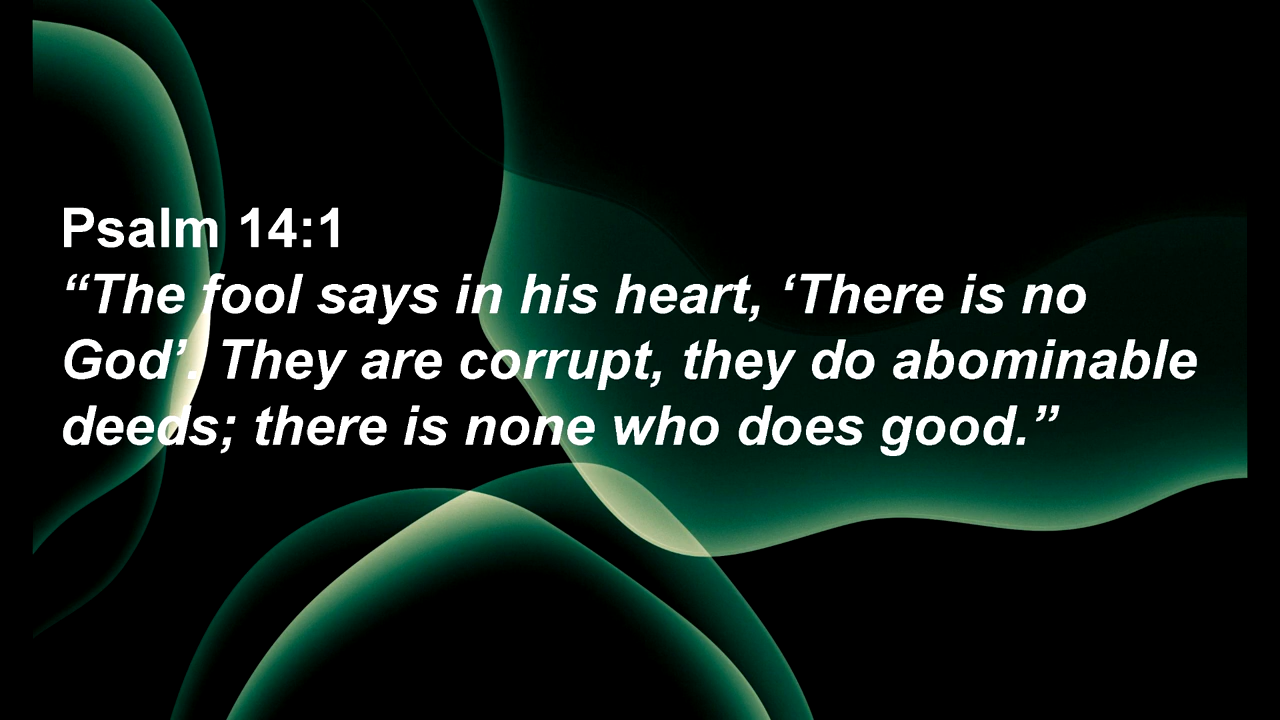 Psalm 14:1
“The fool says in his heart, ‘There is no
God’. They are corrupt, they do abominable
deeds; there is none who does good.”